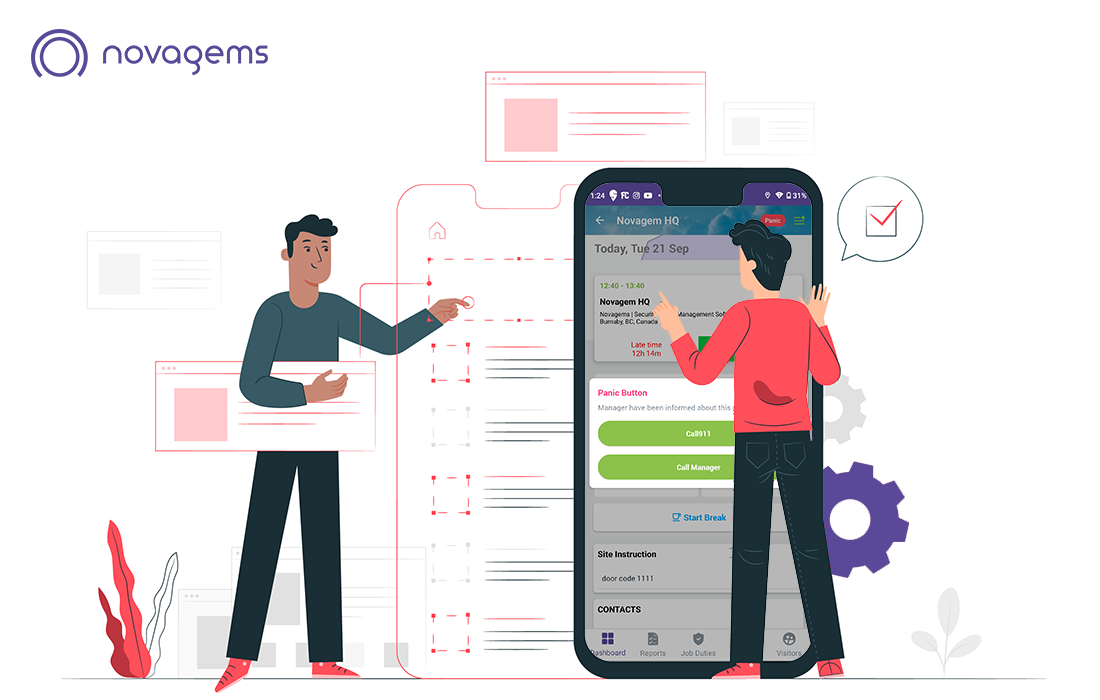 novagems
1:24
31%
Novagem HQ
Panic
Today, Tue 21 Sep
12:40 - 13:40
Novagem HQ
Novagems | Management
Burnaby, BC, Canada
Late time
12h 14m
Panic Button
Manager have been informed about this
Call911
Call Manager
Start Break
Site Instruction
door code 1111
CONTACTS
Dashboard
Reports
Job Duties
Visitors